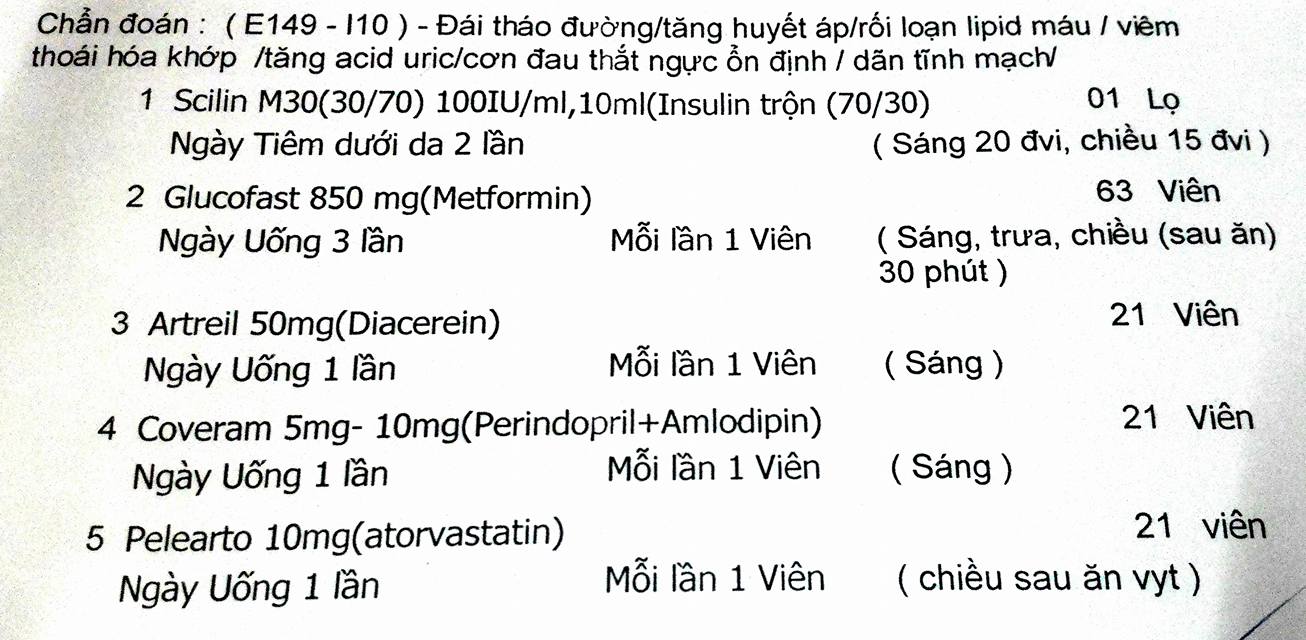 Chẩn đoán : ( E149 - I10 ) - Đái tháo đường/tăng huyết áp/rối loạn lipid máu / viêm
thoái hóa khớp /tăng acid uric/cơn đau thắt ngực ổn định / dãn tĩnh mạch/
1 Scilin M30(30/70) 100IU/ml,10ml(Insulin trộn (70/30) 01 Lọ
Ngày Tiêm dưới da 2 lần ( Sáng 20 đvi, chiều 15 đvi )
2 Glucofast 850 mg(Metformin) 63 Viên
Ngày Uống 3 lần Mỗi lần 1 Viên ( Sáng, trưa, chiều (sau ăn)
30 phút )
3 Artreil 50mg(Diacerein) 21 Viên
Ngày Uống 1 lần Mỗi lần 1 Viên ( Sáng )
4 Coveram 5mg- 10mg(Perindopril+Amlodipin) 21 Viên
Ngày Uống 1 lần Mỗi lần 1 Viên ( Sáng )
5 Pelearto 10mg(atorvastatin) 21 viên
Ngày Uống 1 lần Mỗi lần 1 Viên ( chiều sau ăn vyt )